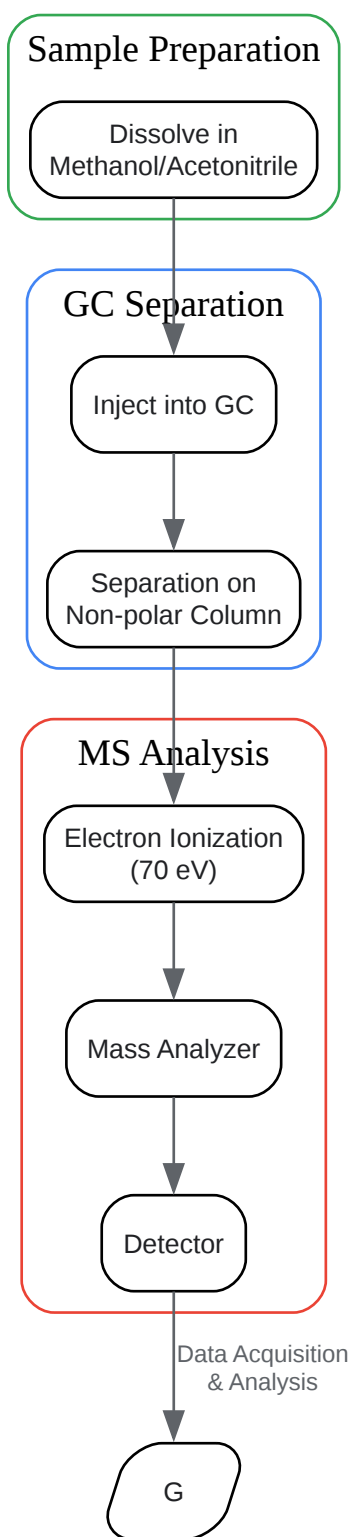 Sample Preparation
Dissolve in
Methanol/Acetonitrile
GC Separation
Inject into GC
Separation on
Non-polar Column
MS Analysis
Electron Ionization
(70 eV)
Mass Analyzer
Detector
Data Acquisition
& Analysis
G